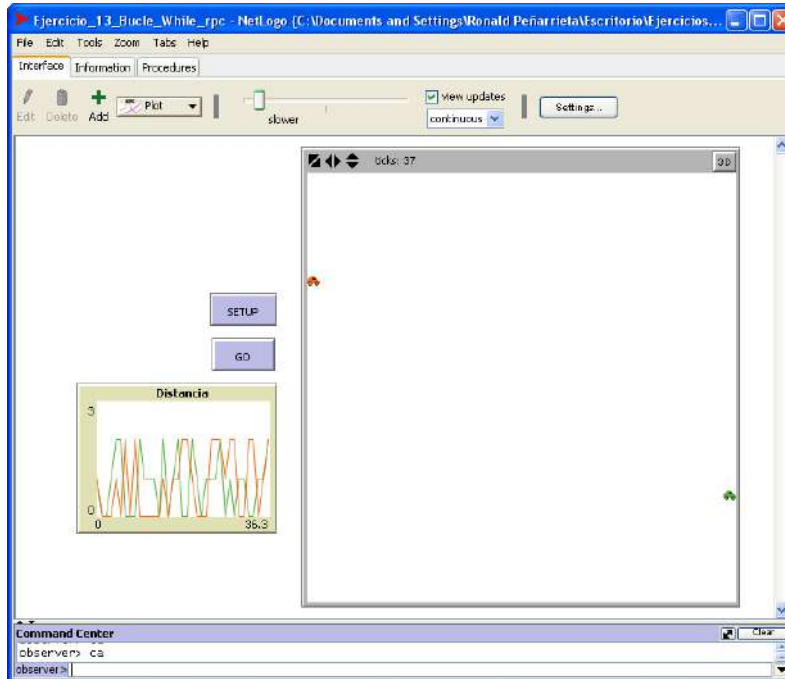 Ejercicio_13_Bucle_While_rpc - NetLogo {C:\Documents and Settings\Ronald Peñarrieta\Escritorio\Ejercicios...
File Edit Tools Zoom Tabs Help
Interface Information Procedures
Edit Delete Add Plot slower view updates continuous Settings...
ticks: 37 3D
SETUP
GO
Distancia
3
0
0 36.3
Command Center Clear
observer> ca
observer>